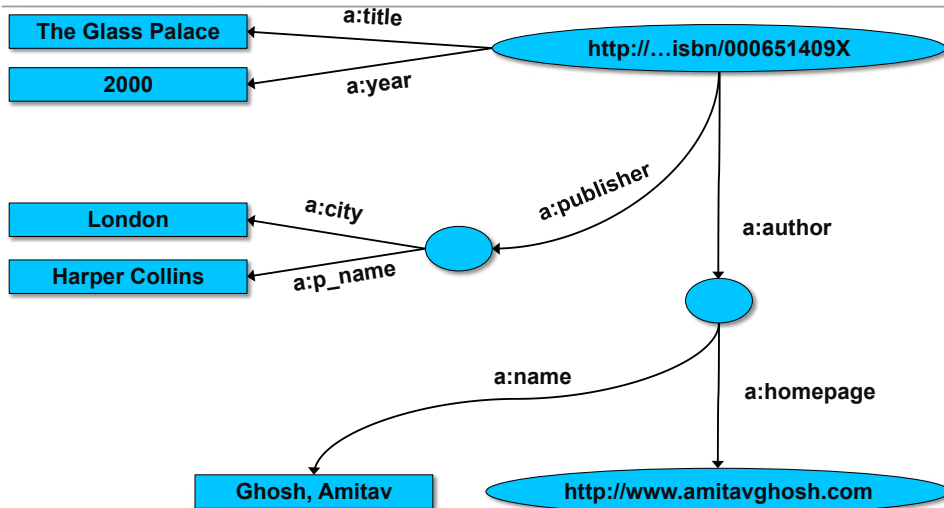 a:title
The Glass Palace
http://…isbn/000651409X
2000
a:year
a:publisher
a:city
London
a:author
Harper Collins
a:p_name
a:name
a:homepage
Ghosh, Amitav
http://www.amitavghosh.com